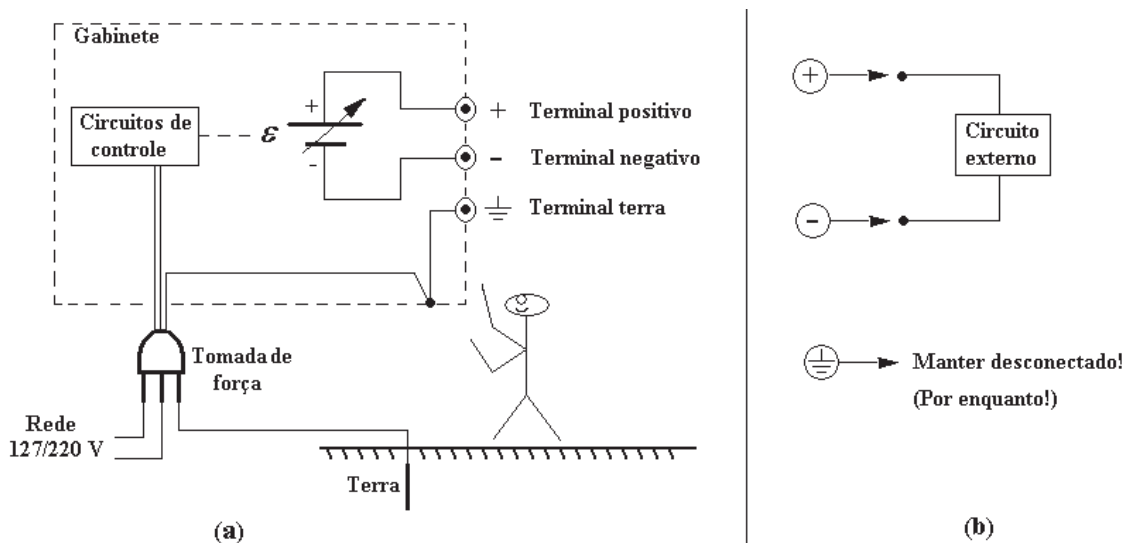 Gabinete
Circuitos de
controle
ε
+
-
+ Terminal positivo
- Terminal negativo
Terminal terra
Tomada de
força
Rede
127/220 V
Terra
(a)
+
-
Circuito
externo
Manter desconectado!
(Por enquanto!)
(b)